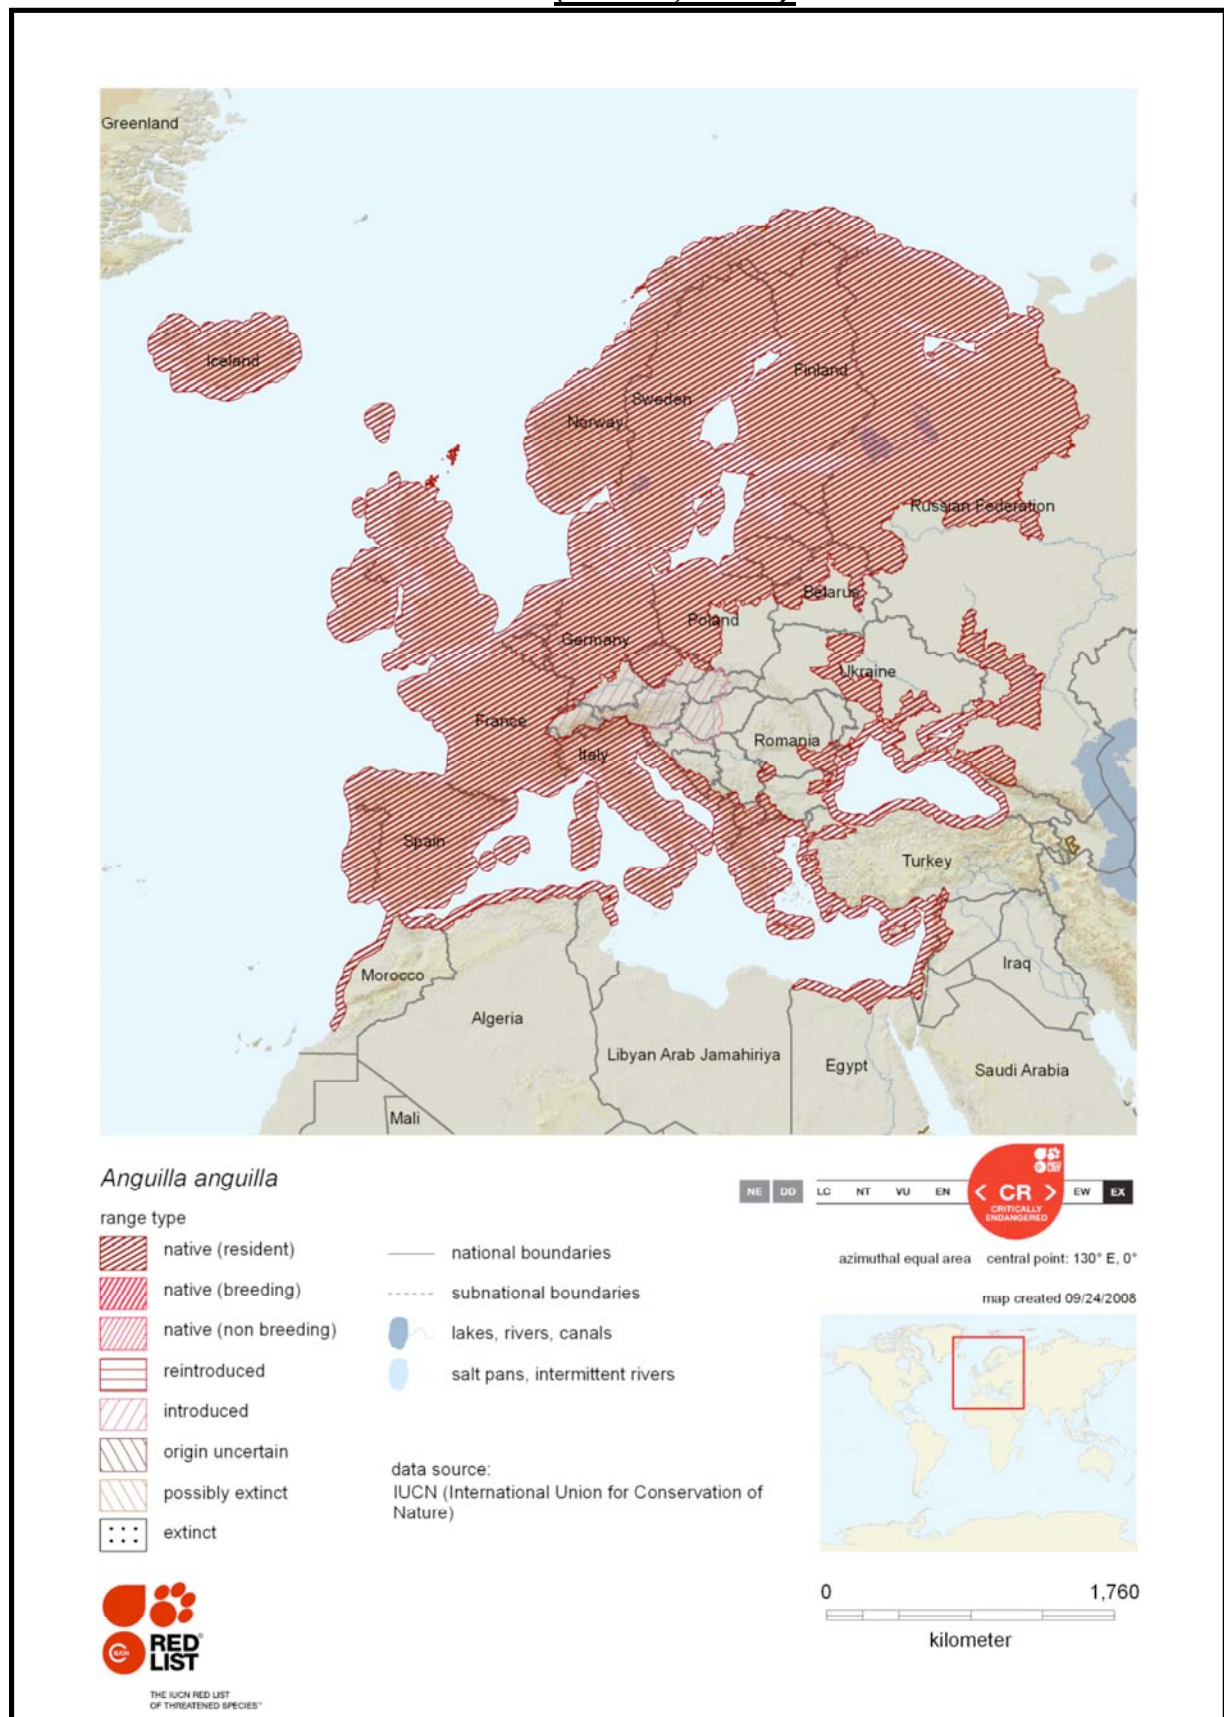 Greenland
Iceland
Finland
Sweden
Norway
Russian Federation
Belarus
Poland
Germany
Ukraine
France
Italy
Romania
Spain
Turkey
Iraq
Morocco
Algeria
Libyan Arab Jamahiriya
Egypt
Saudi Arabia
Mali
Anguilla anguilla
range type
native (resident)
native (breeding)
native (non breeding)
reintroduced
introduced
origin uncertain
possibly extinct
extinct
national boundaries
subnational boundaries
lakes, rivers, canals
salt pans, intermittent rivers
data source:
IUCN (International Union for Conservation of
Nature)
NE DD LC NT VU EN < CR > EW EX
CRITICALLY
ENDANGERED
azimuthal equal area central point: 130° E, 0°
map created 09/24/2008
0 1,760
kilometer
IUCN
RED
LIST
THE IUCN RED LIST
OF THREATENED SPECIES™